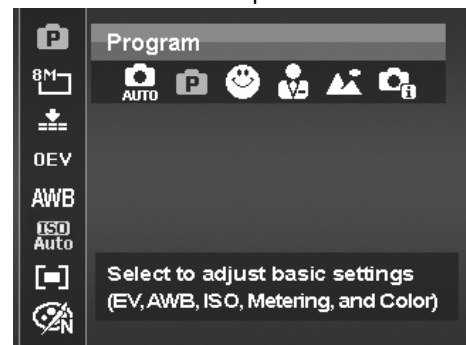 P Program
8M
AUTO P i
0EV
AWB
ISO
Auto
Select to adjust basic settings
(EV, AWB, ISO, Metering, and Color)
N